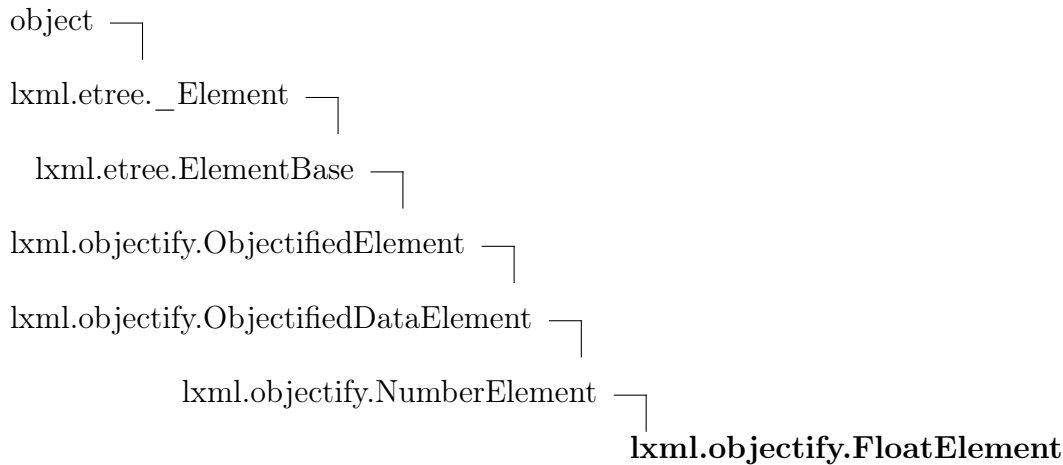 object
lxml.etree._Element
lxml.etree.ElementBase
lxml.objectify.ObjectifiedElement
lxml.objectify.ObjectifiedDataElement
lxml.objectify.NumberElement
lxml.objectify.FloatElement